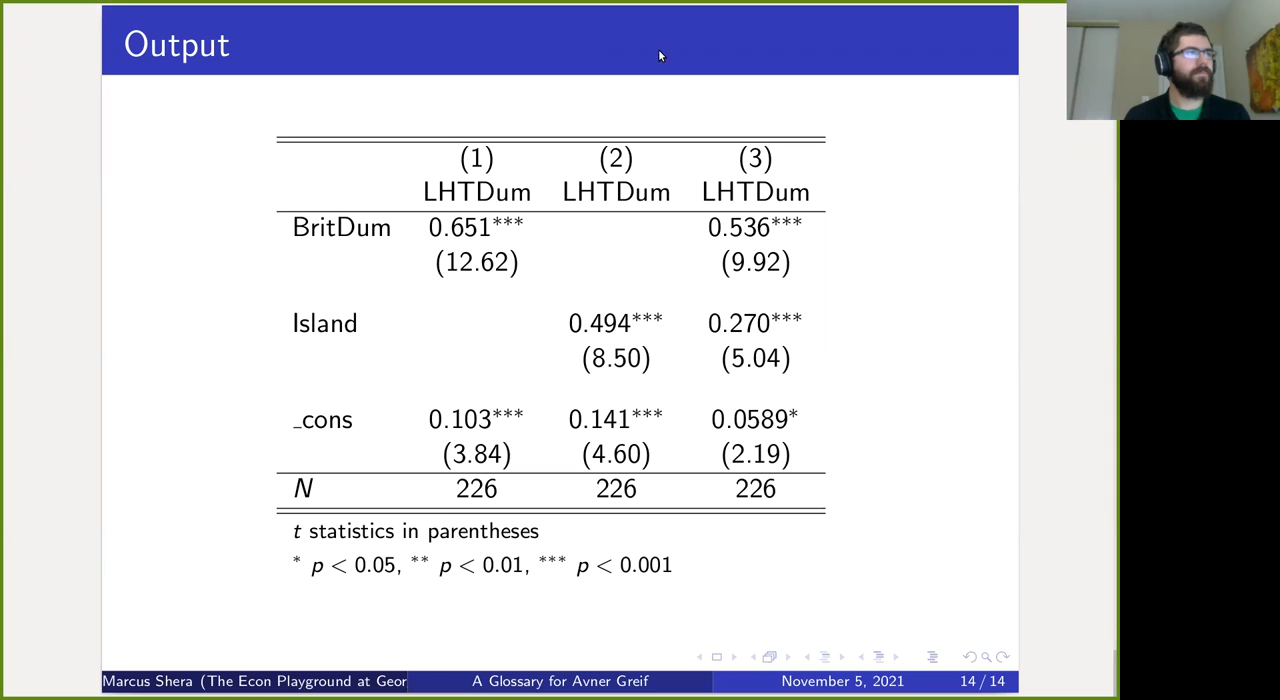 Output
(1) (2) (3)
LHTDum LHTDum LHTDum
BritDum 0.651*** 0.536***
(12.62) (9.92)
Island 0.494*** 0.270***
(8.50) (5.04)
_cons 0.103*** 0.141*** 0.0589*
(3.84) (4.60) (2.19)
N 226 226 226
t statistics in parentheses
* p < 0.05, ** p < 0.01, *** p < 0.001
Marcus Shera (The Econ Playground at Geor A Glossary for Avner Greif November 5, 2021 14 / 14